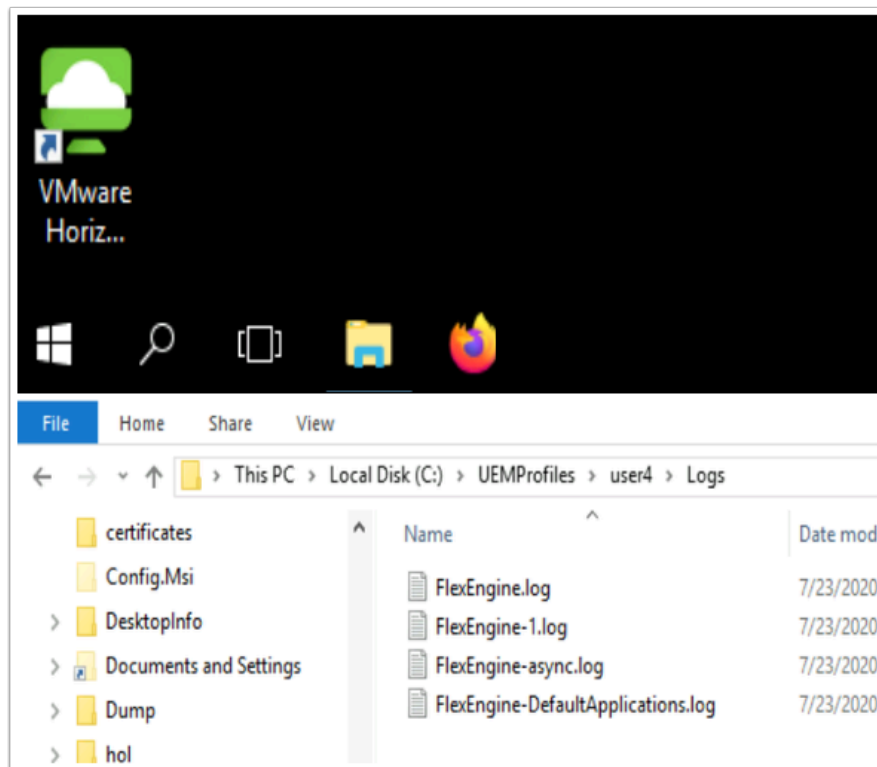 VMware
Horiz...
File Home Share View
This PC > Local Disk (C:) > UEMProfiles > user4 > Logs
certificates
Config.Msi
DesktopInfo
Documents and Settings
Dump
hol
Name Date mod
FlexEngine.log 7/23/2020
FlexEngine-1.log 7/23/2020
FlexEngine-async.log 7/23/2020
FlexEngine-DefaultApplications.log 7/23/2020